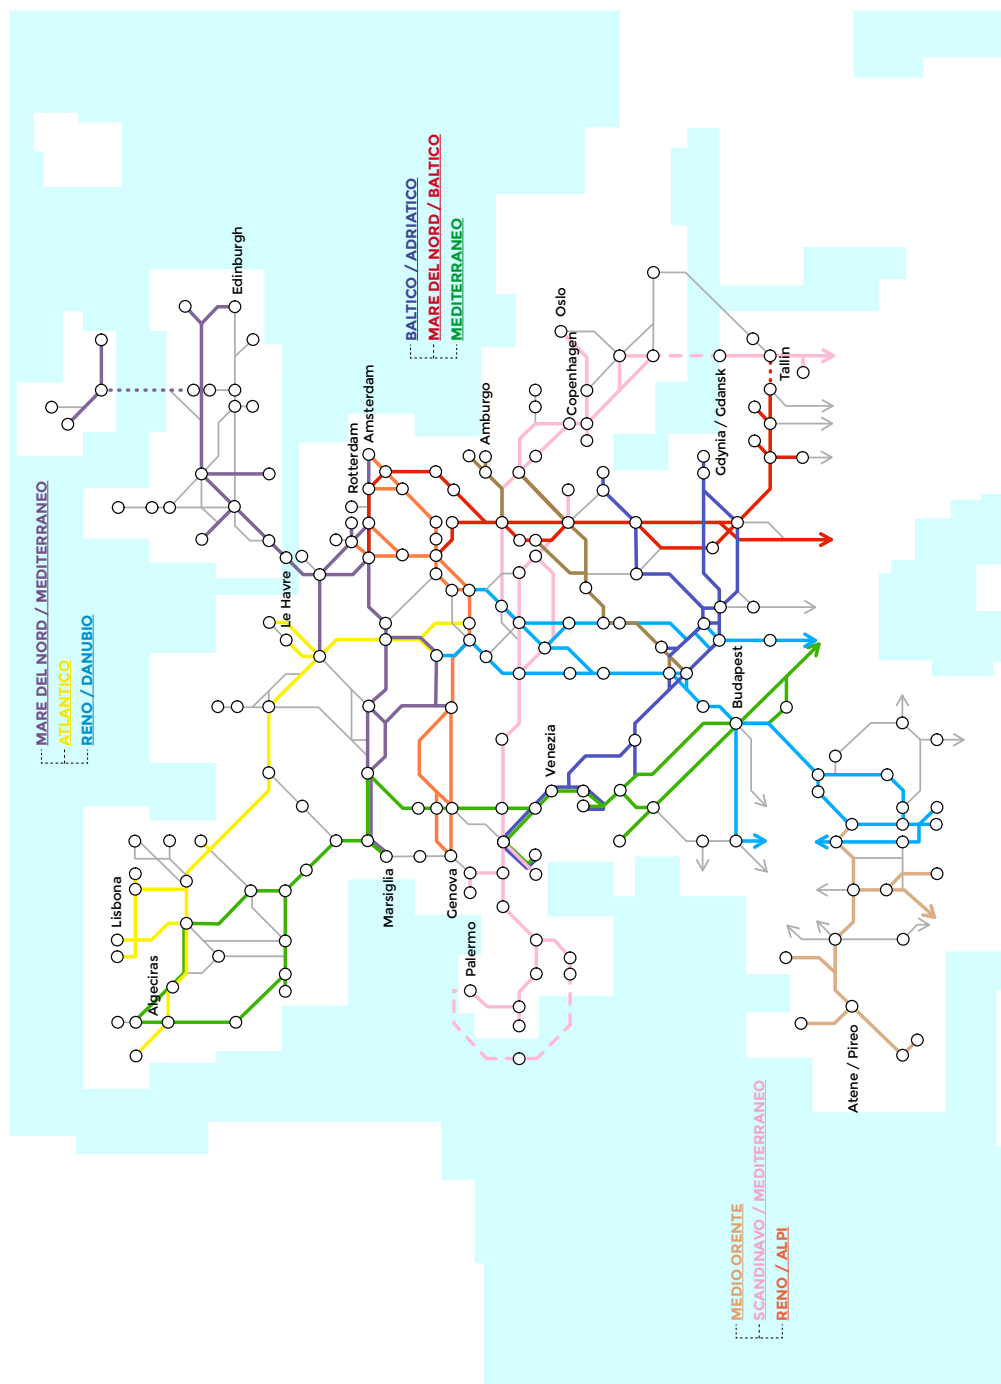 MARE DEL NORD / MEDITERRANEO
ATLANTICO
RENO / DANUBIO
BALTICO / ADRIATICO
MARE DEL NORD / BALTICO
MEDITERRANEO
MEDIO ORENTE
SCANDINAVO / MEDITERRANEO
RENO / ALPI
Edinburgh
Le Havre
Rotterdam
Amsterdam
Amburgo
Oslo
Copenhagen
Gdynia / Gdansk
Tallin
Lisbona
Algeciras
Marsiglia
Genova
Palermo
Venezia
Budapest
Atene / Pireo